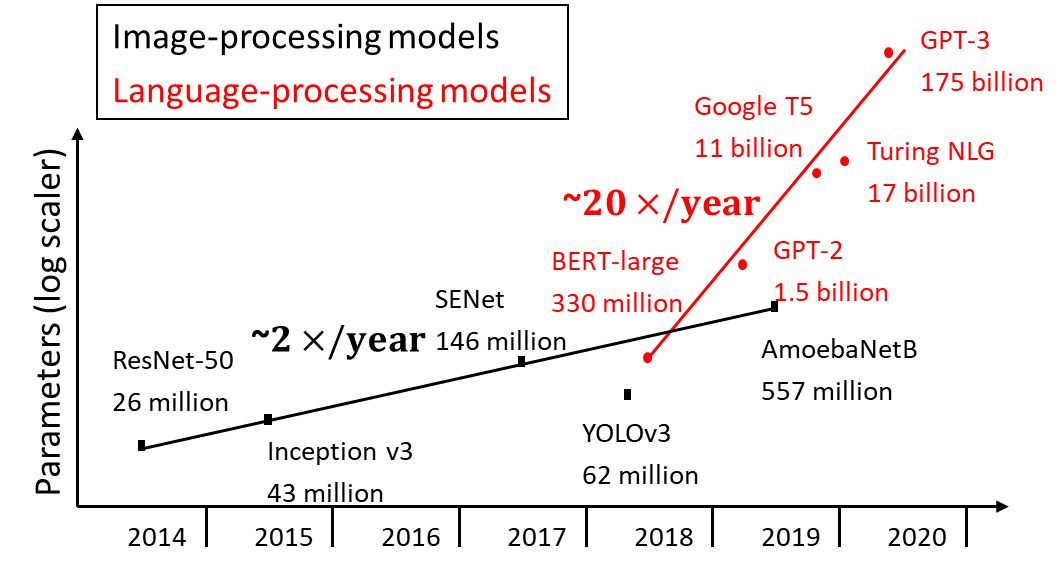 Image-processing models
Language-processing models
GPT-3
175 billion
Google T5
11 billion
Turing NLG
17 billion
~20 ×/year
BERT-large
330 million
GPT-2
1.5 billion
SENet
146 million
~2 ×/year
ResNet-50
26 million
AmoebaNetB
557 million
Inception v3
43 million
YOLOv3
62 million
Parameters (log scaler)
2014 2015 2016 2017 2018 2019 2020